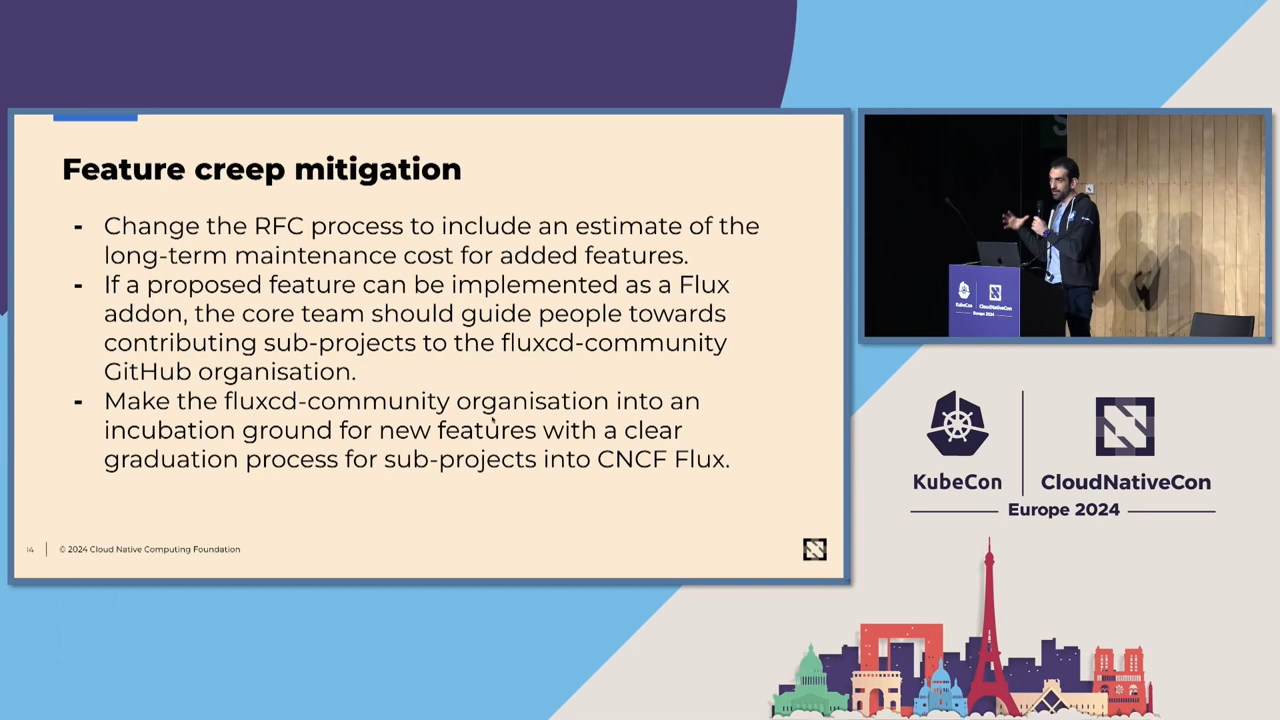 Feature creep mitigation
- Change the RFC process to include an estimate of the
long-term maintenance cost for added features.
- If a proposed feature can be implemented as a Flux
addon, the core team should guide people towards
contributing sub-projects to the fluxcd-community
GitHub organisation.
- Make the fluxcd-community organisation into an
incubation ground for new features with a clear
graduation process for sub-projects into CNCF Flux.
14
© 2024 Cloud Native Computing Foundation
S
KubeCon
CloudNativeCon
Europe 2024
KubeCon
CloudNativeCon
Europe 2024